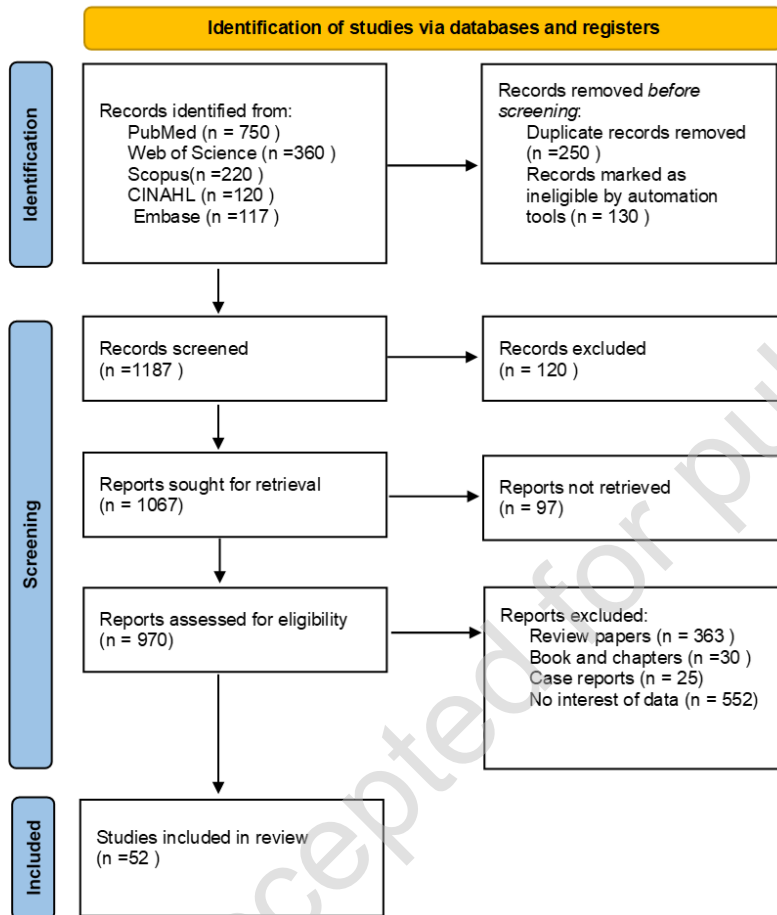 Identification of studies via databases and registers
Identification
Records identified from:
PubMed (n = 750 )
Web of Science (n =360 )
Scopus(n =220 )
CINAHL (n =120 )
Embase (n =117 )
Records removed before
screening:
Duplicate records removed
(n =250 )
Records marked as
ineligible by automation
tools (n = 130 )
Screening
Records screened
(n =1187 )
Records excluded
(n = 120 )
Reports sought for retrieval
(n = 1067)
Reports not retrieved
(n = 97)
Reports assessed for eligibility
(n = 970)
Reports excluded:
Review papers (n = 363 )
Book and chapters (n =30 )
Case reports (n = 25)
No interest of data (n = 552)
Included
Studies included in review
(n =52 )
cepted for pu